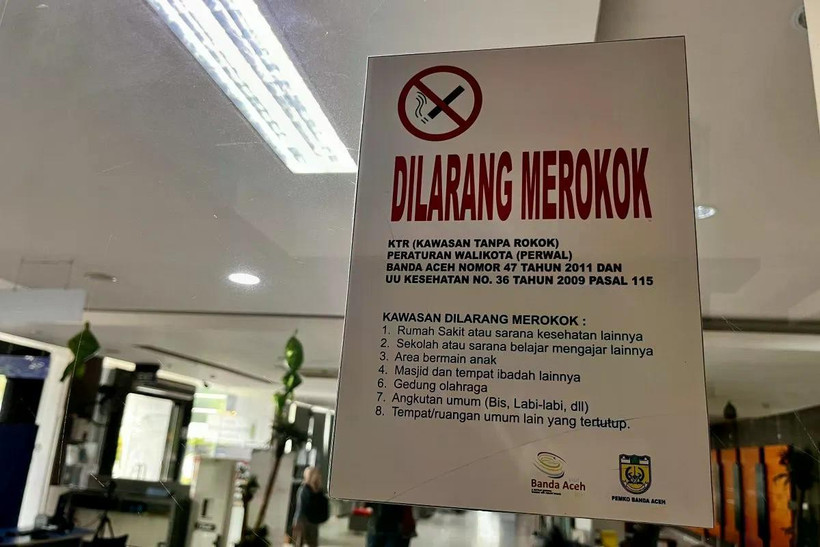 DILARANG MEROKOK
KTR (KAWASAN TANPA ROKOK)
PERATURAN WALIKOTA (PERWAL)
BANDA ACEH NOMOR 47 TAHUN 2011 DAN
UU KESEHATAN NO. 36 TAHUN 2009 PASAL 115
KAWASAN DILARANG MEROKOK :
1. Rumah Sakit atau sarana kesehatan lainnya
2. Sekolah atau sarana belajar mengajar lainnya
3. Area bermain anak
4. Masjid dan tempat ibadah lainnya
6. Gedung olahraga
7. Angkutan umum (Bis, Labi-labi, dll)
8. Tempat/ruangan umum lain yang tertutup.
Banda Aceh
PEMKO BANDA ACEH